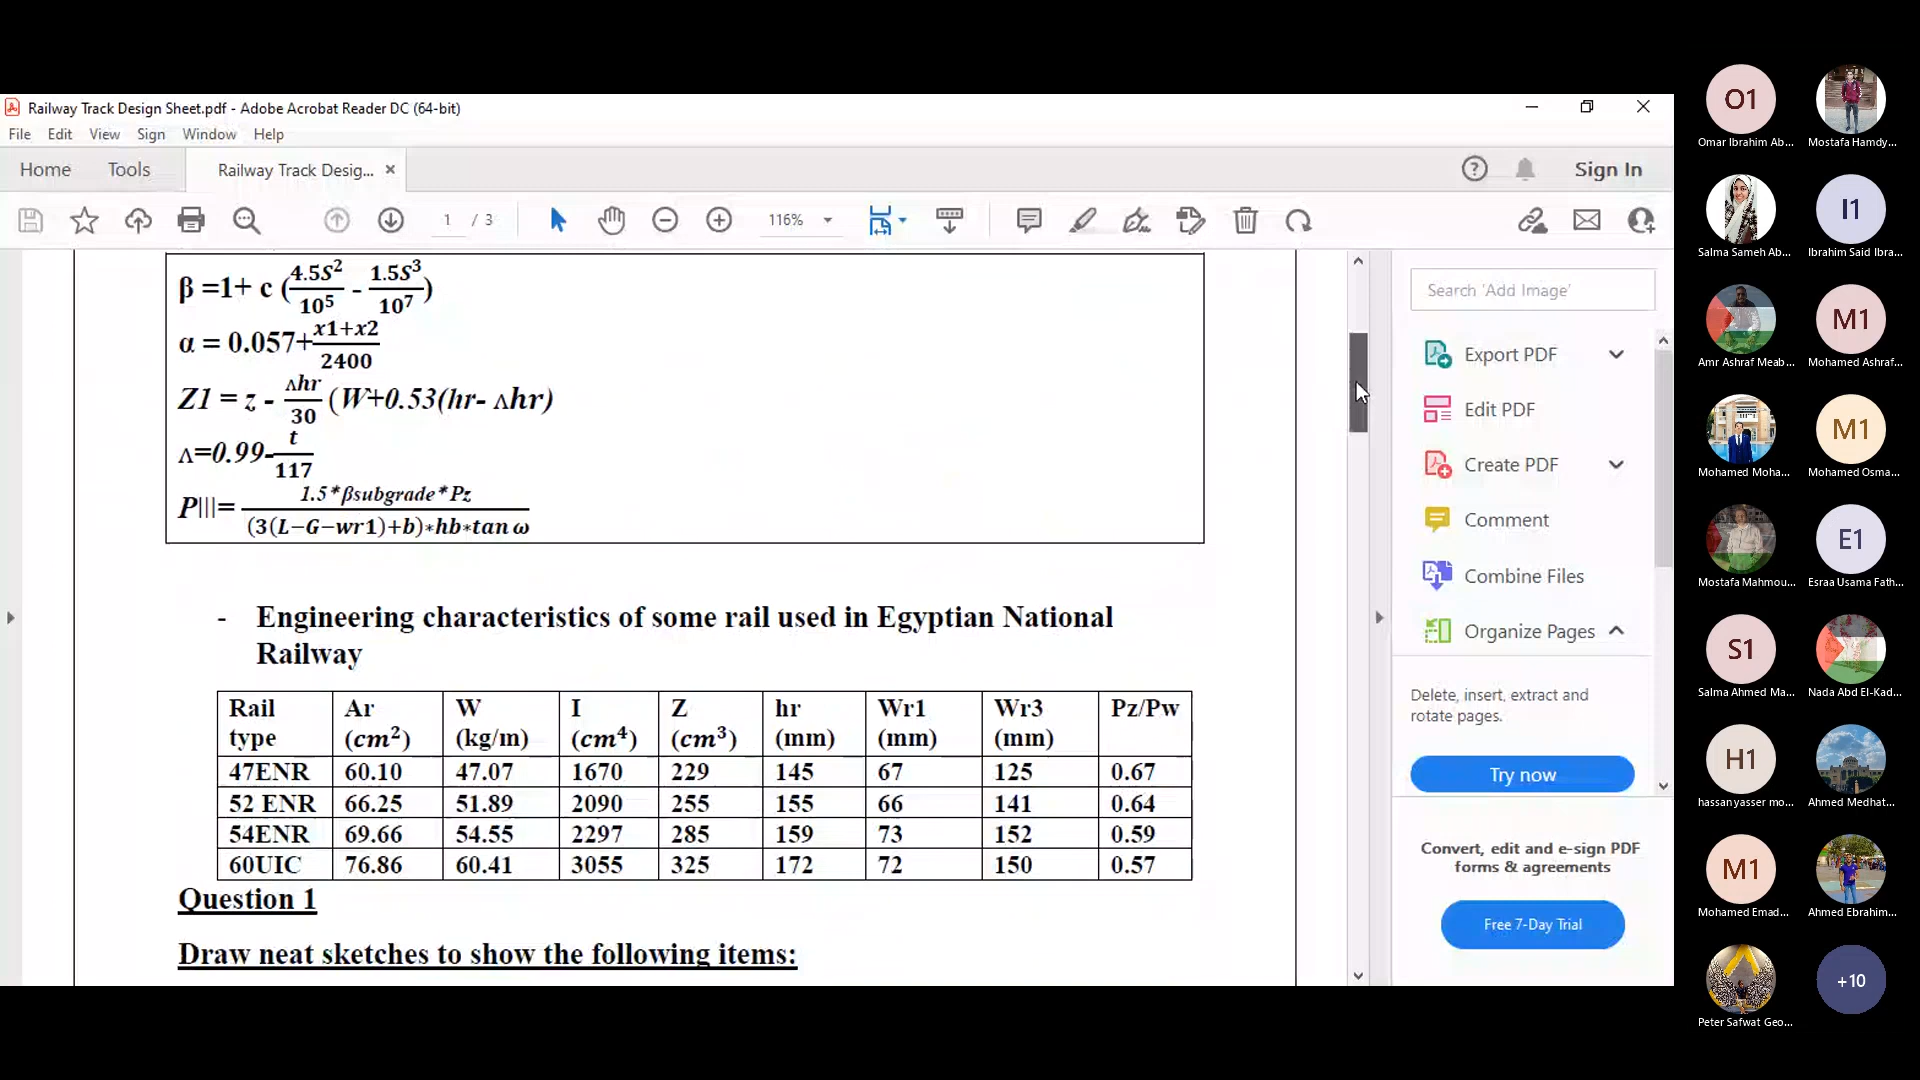 Railway Track Design Sheet.pdf - Adobe Acrobat Reader DC (64-bit)
File Edit View Sign Window Help
Home Tools Railway Track Desig... × Sign In
1 / 3 116%
β =1+ c (4.5S²/10⁵ - 1.5S³/10⁷)
α = 0.057+ x1+x2/2400
Z1 = z - ᴧhr/30 (W+0.53(hr- ᴧhr)
ᴧ=0.99- t/117
P|||= 1.5*βsubgrade*Pz / (3(L−G−wr1)+b)*hb*tan ω
- Engineering characteristics of some rail used in Egyptian National
Railway
Rail type Ar (cm²) W (kg/m) I (cm⁴) Z (cm³) hr (mm) Wr1 (mm) Wr3 (mm) Pz/Pw
47ENR 60.10 47.07 1670 229 145 67 125 0.67
52 ENR 66.25 51.89 2090 255 155 66 141 0.64
54ENR 69.66 54.55 2297 285 159 73 152 0.59
60UIC 76.86 60.41 3055 325 172 72 150 0.57
Question 1
Draw neat sketches to show the following items:
Search 'Add Image'
Export PDF
Edit PDF
Create PDF
Comment
Combine Files
Organize Pages
Delete, insert, extract and
rotate pages.
Try now
Convert, edit and e-sign PDF
forms & agreements
Free 7-Day Trial
O1
Omar Ibrahim Ab... Mostafa Hamdy...
I1
Salma Sameh Ab... Ibrahim Said Ibra...
M1
Amr Ashraf Meab... Mohamed Ashraf...
M1
Mohamed Moha... Mohamed Osma...
E1
Mostafa Mahmou... Esraa Usama Fath...
S1
Salma Ahmed Ma... Nada Abd El-Kad...
H1
hassan yasser mo... Ahmed Medhat...
M1
Mohamed Emad... Ahmed Ebrahim...
+10
Peter Safwat Geo...